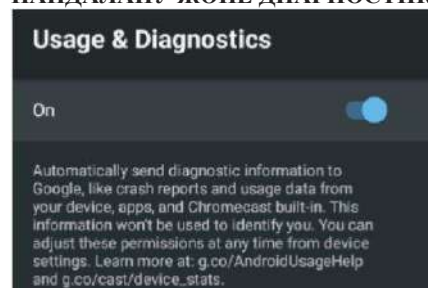 Usage & Diagnostics
On
Automatically send diagnostic information to
Google, like crash reports and usage data from
your device, apps, and Chromecast built-in. This
information won't be used to identify you. You can
adjust these permissions at any time from device
settings. Learn more at: g.co/AndroidUsageHelp
and g.co/cast/device_stats.